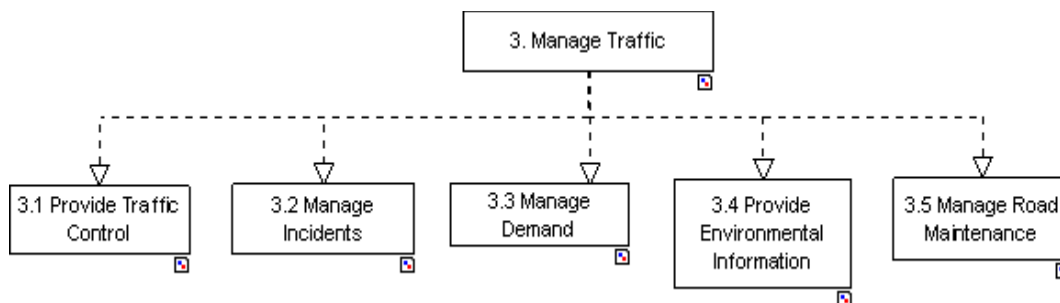 3. Manage Traffic
3.1 Provide Traffic
Control
3.2 Manage
Incidents
3.3 Manage
Demand
3.4 Provide
Environmental
Information
3.5 Manage Road
Maintenance